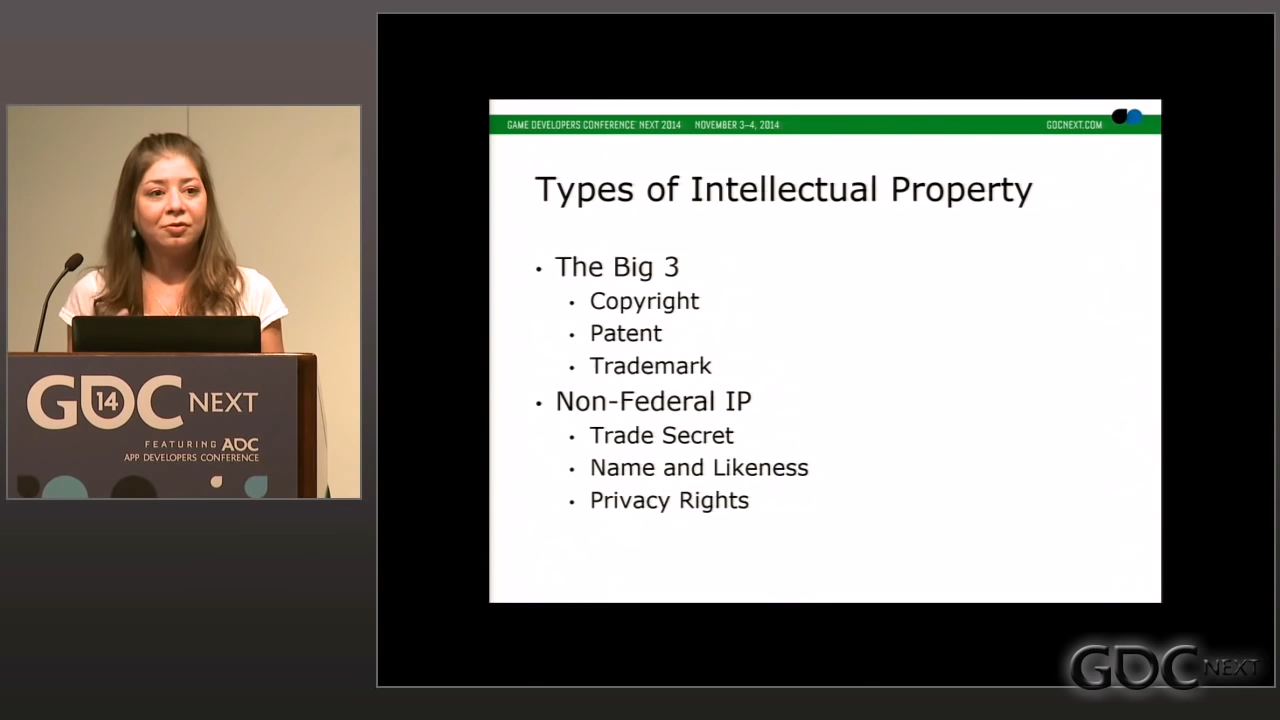 GAME DEVELOPERS CONFERENCE® NEXT 2014 NOVEMBER 3–4, 2014 GDCNEXT.COM
Types of Intellectual Property
• The Big 3
• Copyright
• Patent
• Trademark
• Non-Federal IP
• Trade Secret
• Name and Likeness
• Privacy Rights
GDC 14 NEXT
FEATURING ADC
APP DEVELOPERS CONFERENCE
GDC NEXT